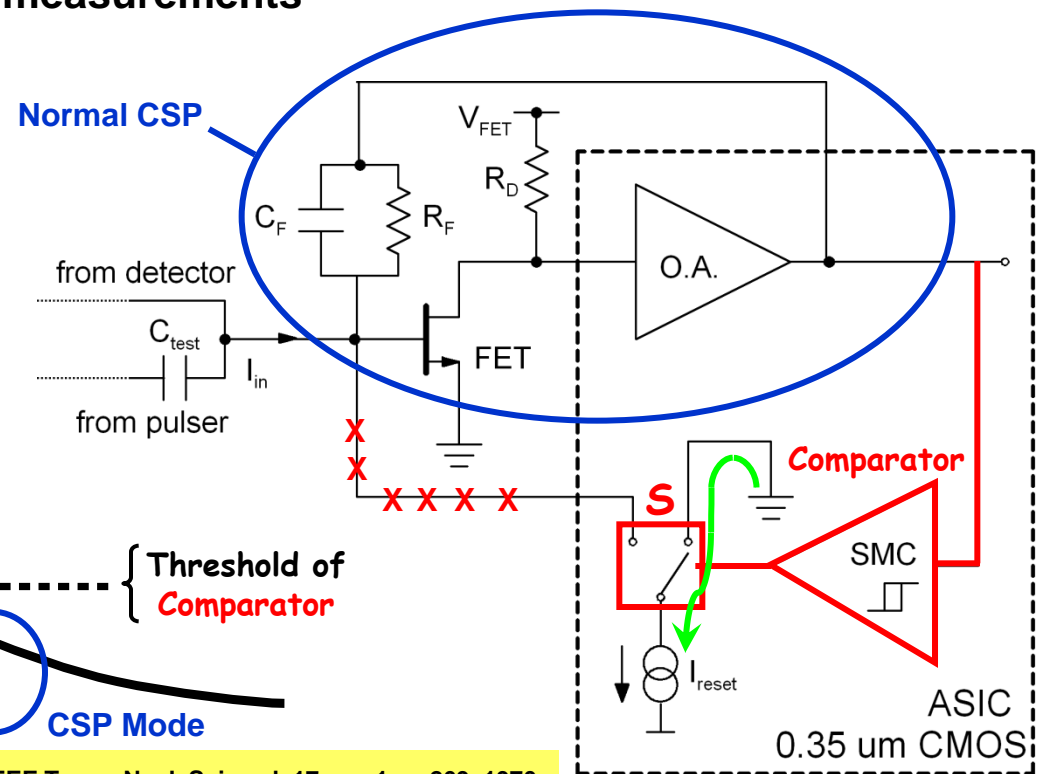 measurements
Normal CSP
V_FET
R_D
C_F
R_F
O.A.
from detector
C_test
I_in
FET
from pulser
X
X
X X X X
S
Comparator
SMC
Threshold of
Comparator
I_reset
CSP Mode
ASIC
0.35 um CMOS